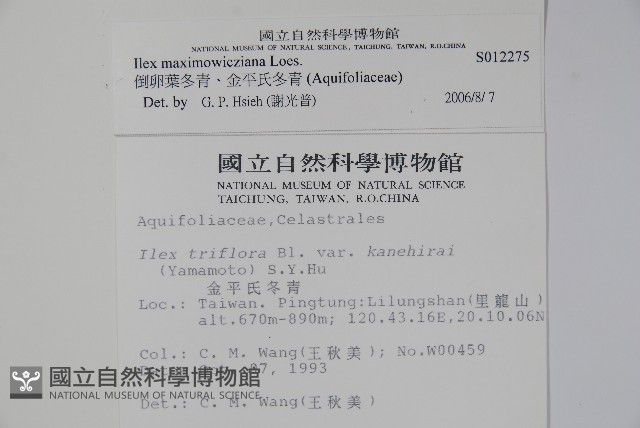 國立自然科學博物館
NATIONAL MUSEUM OF NATURAL SCIENCE, TAICHUNG, TAIWAN, R.O.CHINA
Ilex maximowicziana Loes. S012275
倒卵葉冬青、金平氏冬青 (Aquifoliaceae)
Det. by G. P. Hsieh (謝光普) 2006/8/7
國立自然科學博物館
NATIONAL MUSEUM OF NATURAL SCIENCE
TAICHUNG, TAIWAN, R.O.CHINA
Aquifoliaceae,Celastrales
Ilex triflora Bl. var. kanehirai
(Yamamoto) S.Y.Hu
金平氏冬青
Loc.: Taiwan. Pingtung:Lilungshan(里龍山)
alt.670m-890m; 120.43.16E,20.10.06N
Col.: C. M. Wang(王秋美); No.W00459
07, 1993
Det.: C. M. Wang(王秋美)
國立自然科學博物館
NATIONAL MUSEUM OF NATURAL SCIENCE